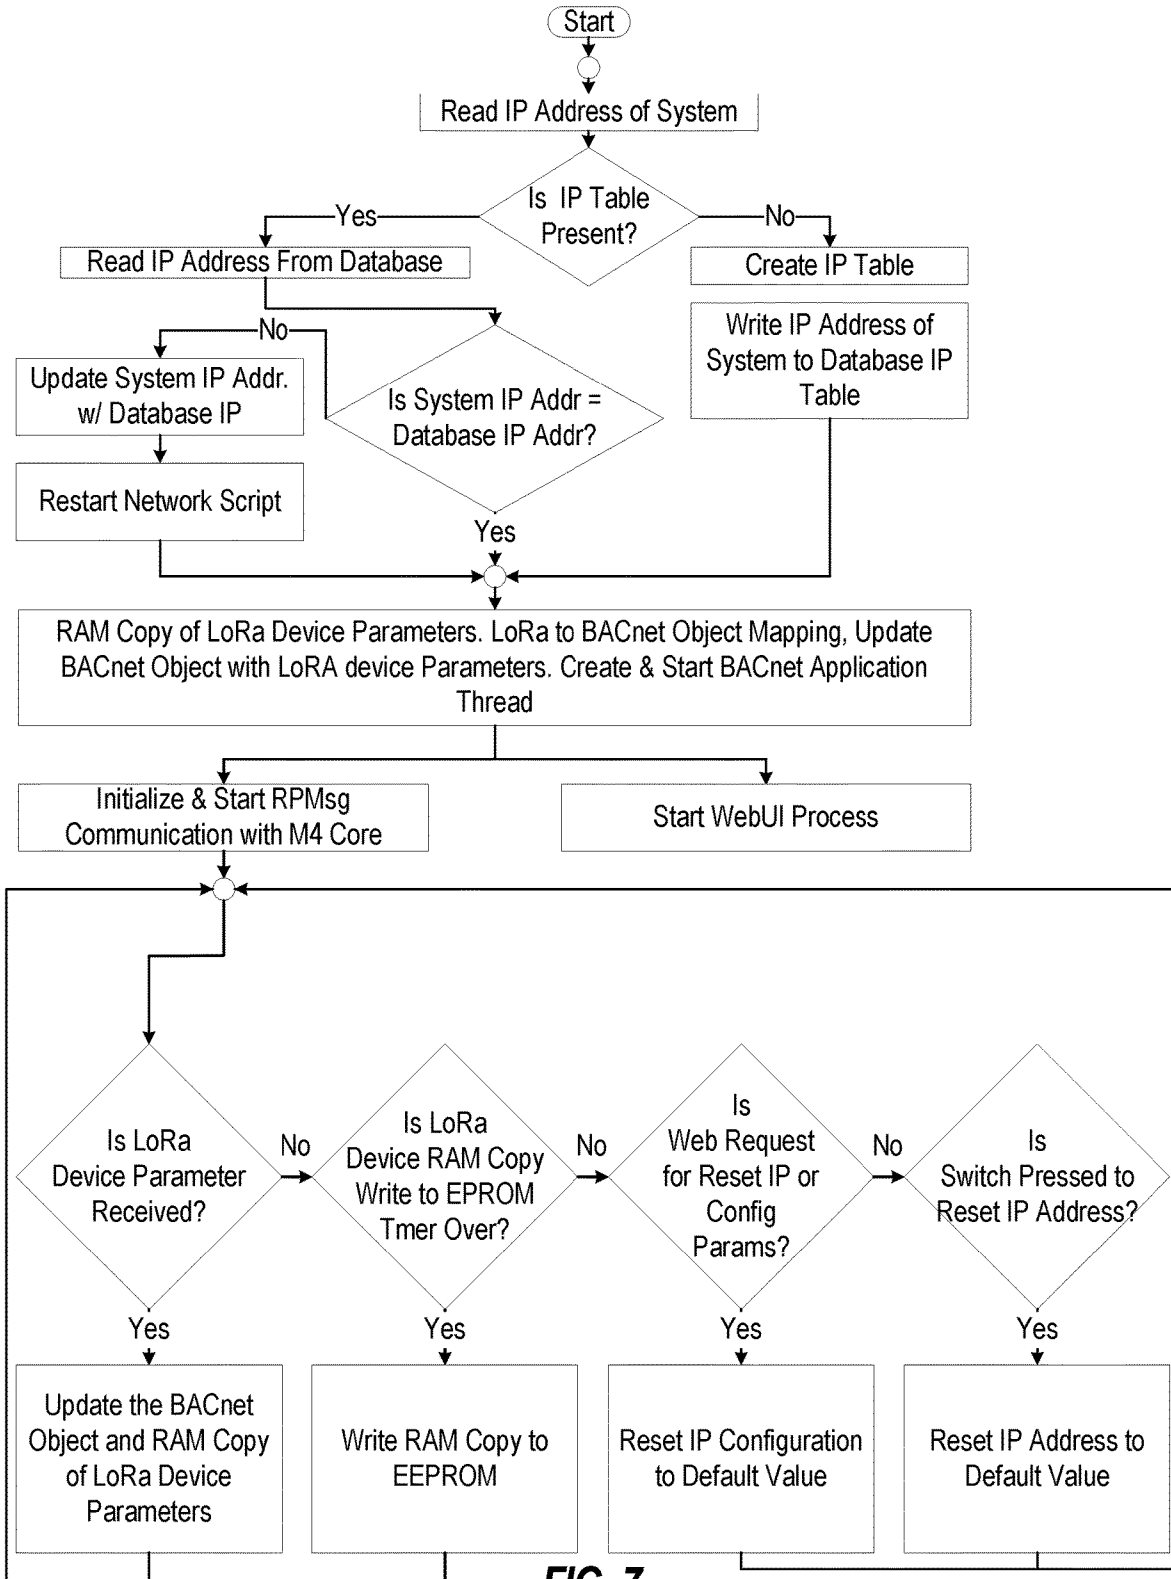 Start
Read IP Address of System
Is IP Table
Present?
Yes
No
Read IP Address From Database
Create IP Table
No
Write IP Address of
System to Database IP
Table
Update System IP Addr.
w/ Database IP
Is System IP Addr =
Database IP Addr?
Restart Network Script
Yes
RAM Copy of LoRa Device Parameters. LoRa to BACnet Object Mapping, Update
BACnet Object with LoRA device Parameters. Create & Start BACnet Application
Thread
Initialize & Start RPMsg
Communication with M4 Core
Start WebUI Process
Is LoRa
Device Parameter
Received?
No
Is LoRa
Device RAM Copy
Write to EPROM
Tmer Over?
No
Is
Web Request
for Reset IP or
Config
Params?
No
Is
Switch Pressed to
Reset IP Address?
Yes
Yes
Yes
Yes
Update the BACnet
Object and RAM Copy
of LoRa Device
Parameters
Write RAM Copy to
EEPROM
Reset IP Configuration
to Default Value
Reset IP Address to
Default Value
FIG. 7